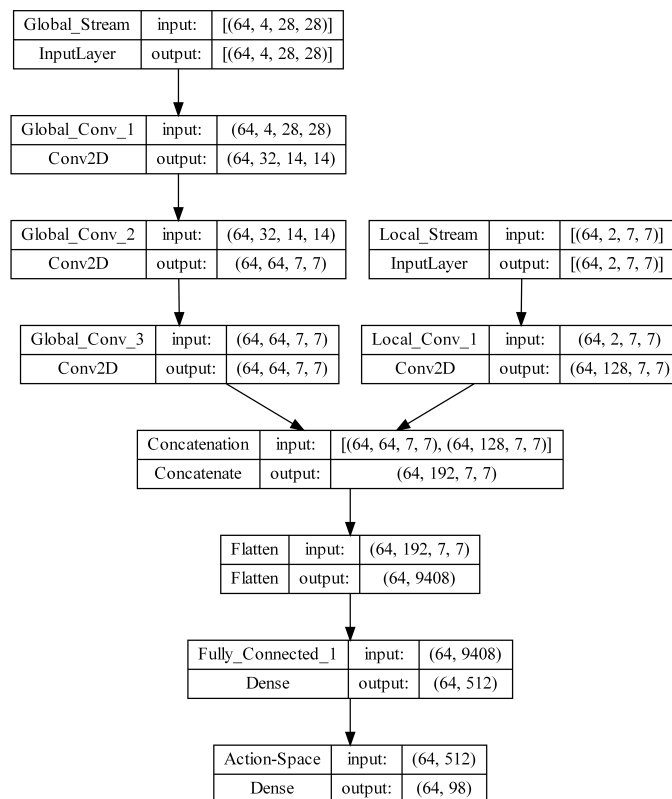 Global_Stream input: [(64, 4, 28, 28)]
InputLayer output: [(64, 4, 28, 28)]
Global_Conv_1 input: (64, 4, 28, 28)
Conv2D output: (64, 32, 14, 14)
Global_Conv_2 input: (64, 32, 14, 14)
Conv2D output: (64, 64, 7, 7)
Local_Stream input: [(64, 2, 7, 7)]
InputLayer output: [(64, 2, 7, 7)]
Global_Conv_3 input: (64, 64, 7, 7)
Conv2D output: (64, 64, 7, 7)
Local_Conv_1 input: (64, 2, 7, 7)
Conv2D output: (64, 128, 7, 7)
Concatenation input: [(64, 64, 7, 7), (64, 128, 7, 7)]
Concatenate output: (64, 192, 7, 7)
Flatten input: (64, 192, 7, 7)
Flatten output: (64, 9408)
Fully_Connected_1 input: (64, 9408)
Dense output: (64, 512)
Action-Space input: (64, 512)
Dense output: (64, 98)